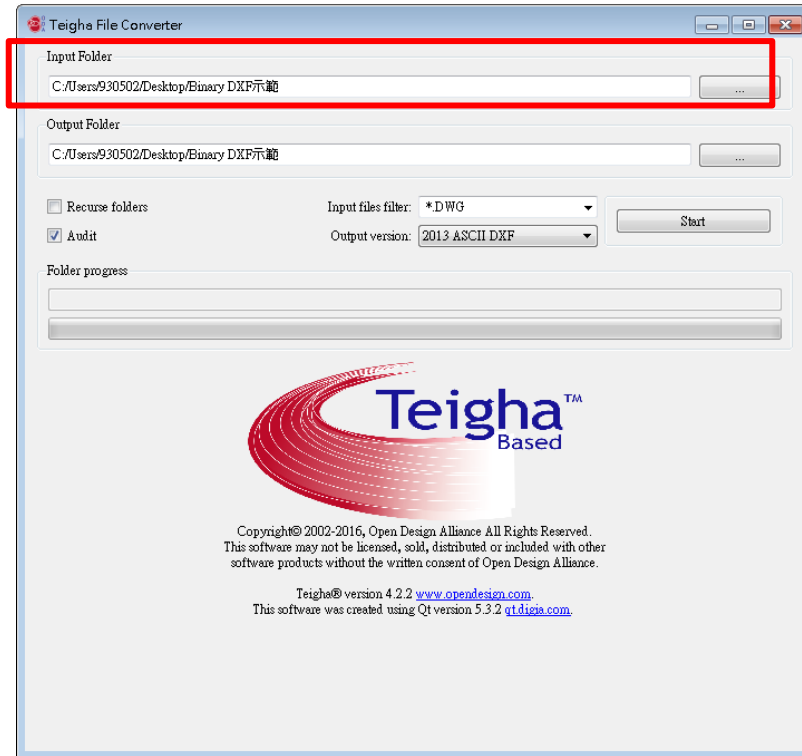 Teigha File Converter
Input Folder
C:/Users/930502/Desktop/Binary DXF示範
...
Output Folder
C:/Users/930502/Desktop/Binary DXF示範
...
Recurse folders
Input files filter: *.DWG
Start
Audit
Output version: 2013 ASCII DXF
Folder progress
Teigha™
Based
Copyright© 2002-2016, Open Design Alliance All Rights Reserved.
This software may not be licensed, sold, distributed or included with other
software products without the written consent of Open Design Alliance.
Teigha® version 4.2.2 www.opendesign.com.
This software was created using Qt version 5.3.2 qt.digia.com.